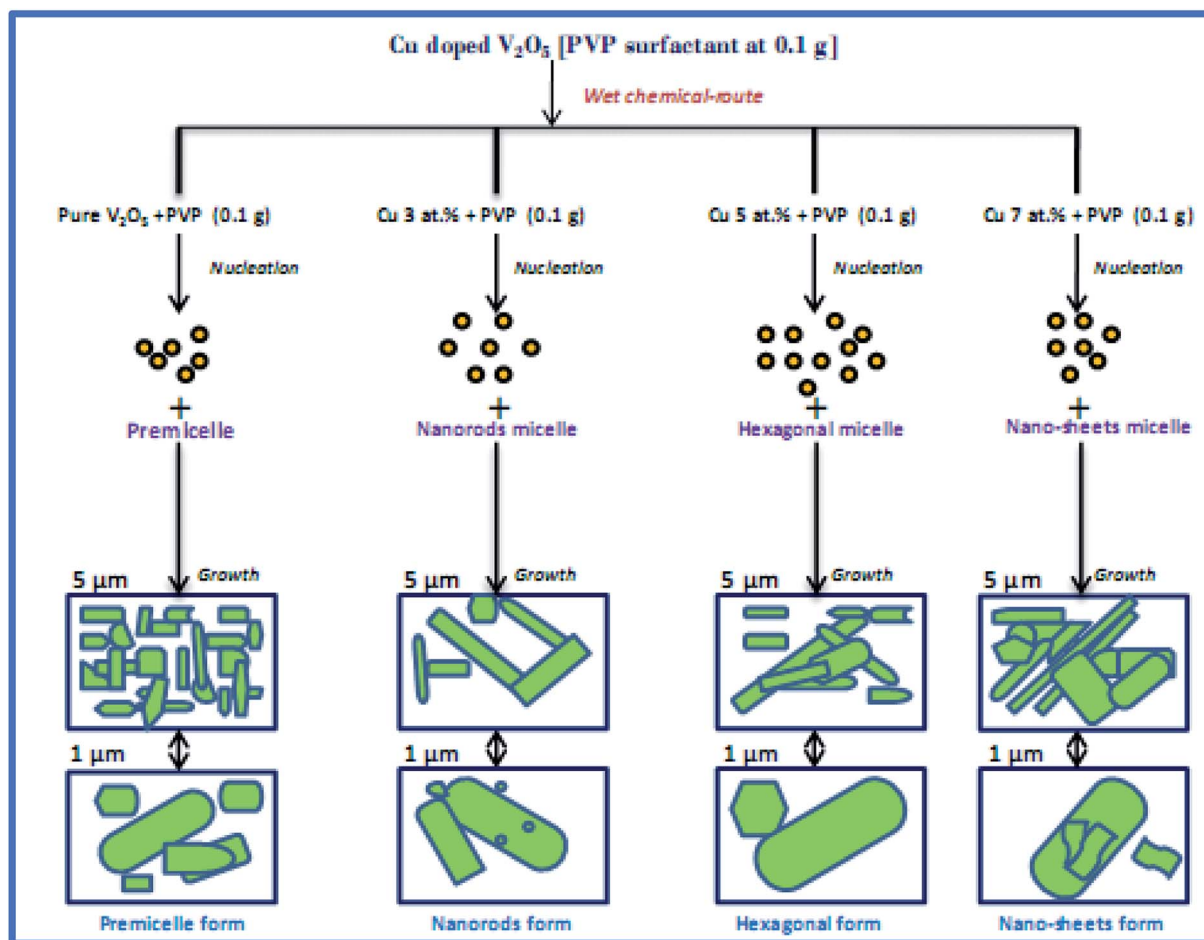 Cu doped V₂O₅ [PVP surfactant at 0.1 g]
Wet chemical-route
Pure V₂O₅ +PVP (0.1 g)
Cu 3 at.% + PVP (0.1 g)
Cu 5 at.% + PVP (0.1 g)
Cu 7 at.% + PVP (0.1 g)
Nucleation
Nucleation
Nucleation
Nucleation
+
+
+
+
Premicelle
Nanorods micelle
Hexagonal micelle
Nano-sheets micelle
Growth
Growth
Growth
Growth
5 µm
5 µm
5 µm
5 µm
1 µm
1 µm
1 µm
1 µm
Premicelle form
Nanorods form
Hexagonal form
Nano-sheets form